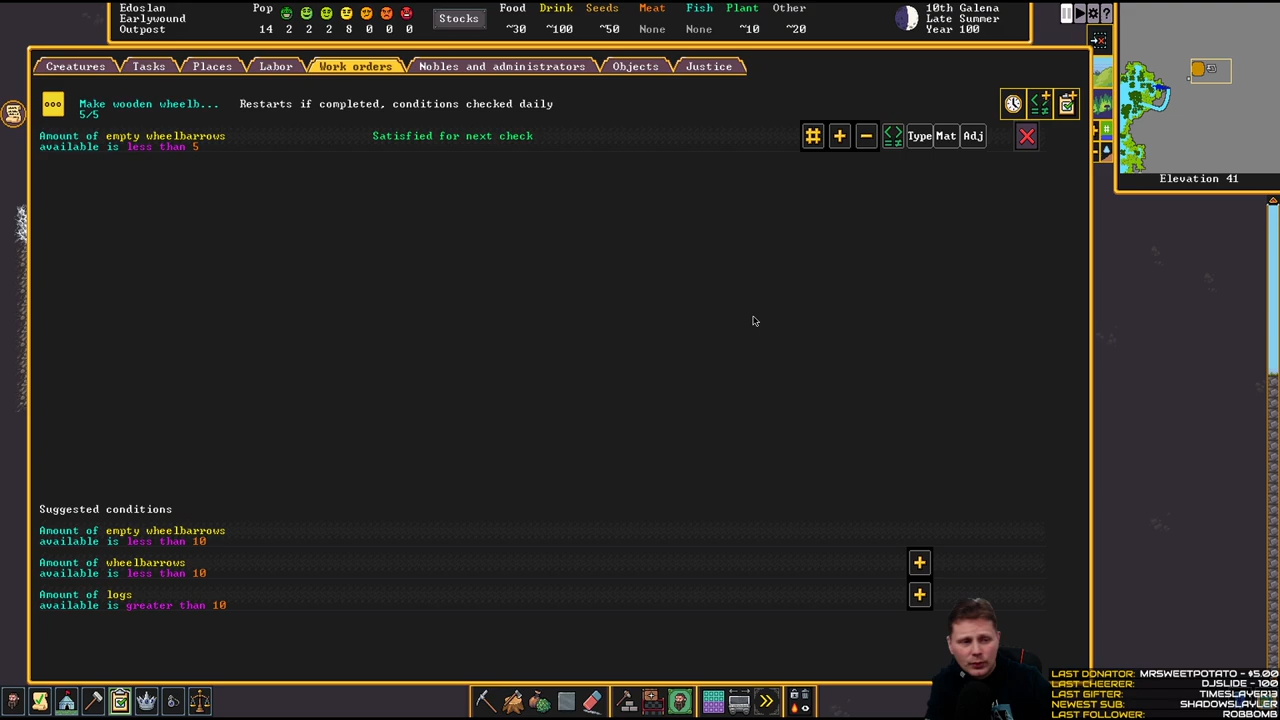 Edoslan
Earlywound
Outpost
Pop
14 2 2 2 8 0 0 0
Stocks
Food Drink Seeds Meat Fish Plant Other
~30 ~100 ~50 None None ~10 ~20
10th Galena
Late Summer
Year 100
Elevation 41
Creatures Tasks Places Labor Work orders Nobles and administrators Objects Justice
Make wooden wheelb... Restarts if completed, conditions checked daily
5/5
Amount of empty wheelbarrows Satisfied for next check Type Mat Adj
available is less than 5
Suggested conditions
Amount of empty wheelbarrows
available is less than 10
Amount of wheelbarrows
available is less than 10
Amount of logs
available is greater than 10
LAST DONATOR: MRSWEETPOTATO - $5.00
LAST CHEERER: DJSLIDE - 100
LAST GIFTER: TIMESLAYER13
NEWEST SUB: SHADOWSLAYLER
LAST FOLLOWER: ROBBOMB